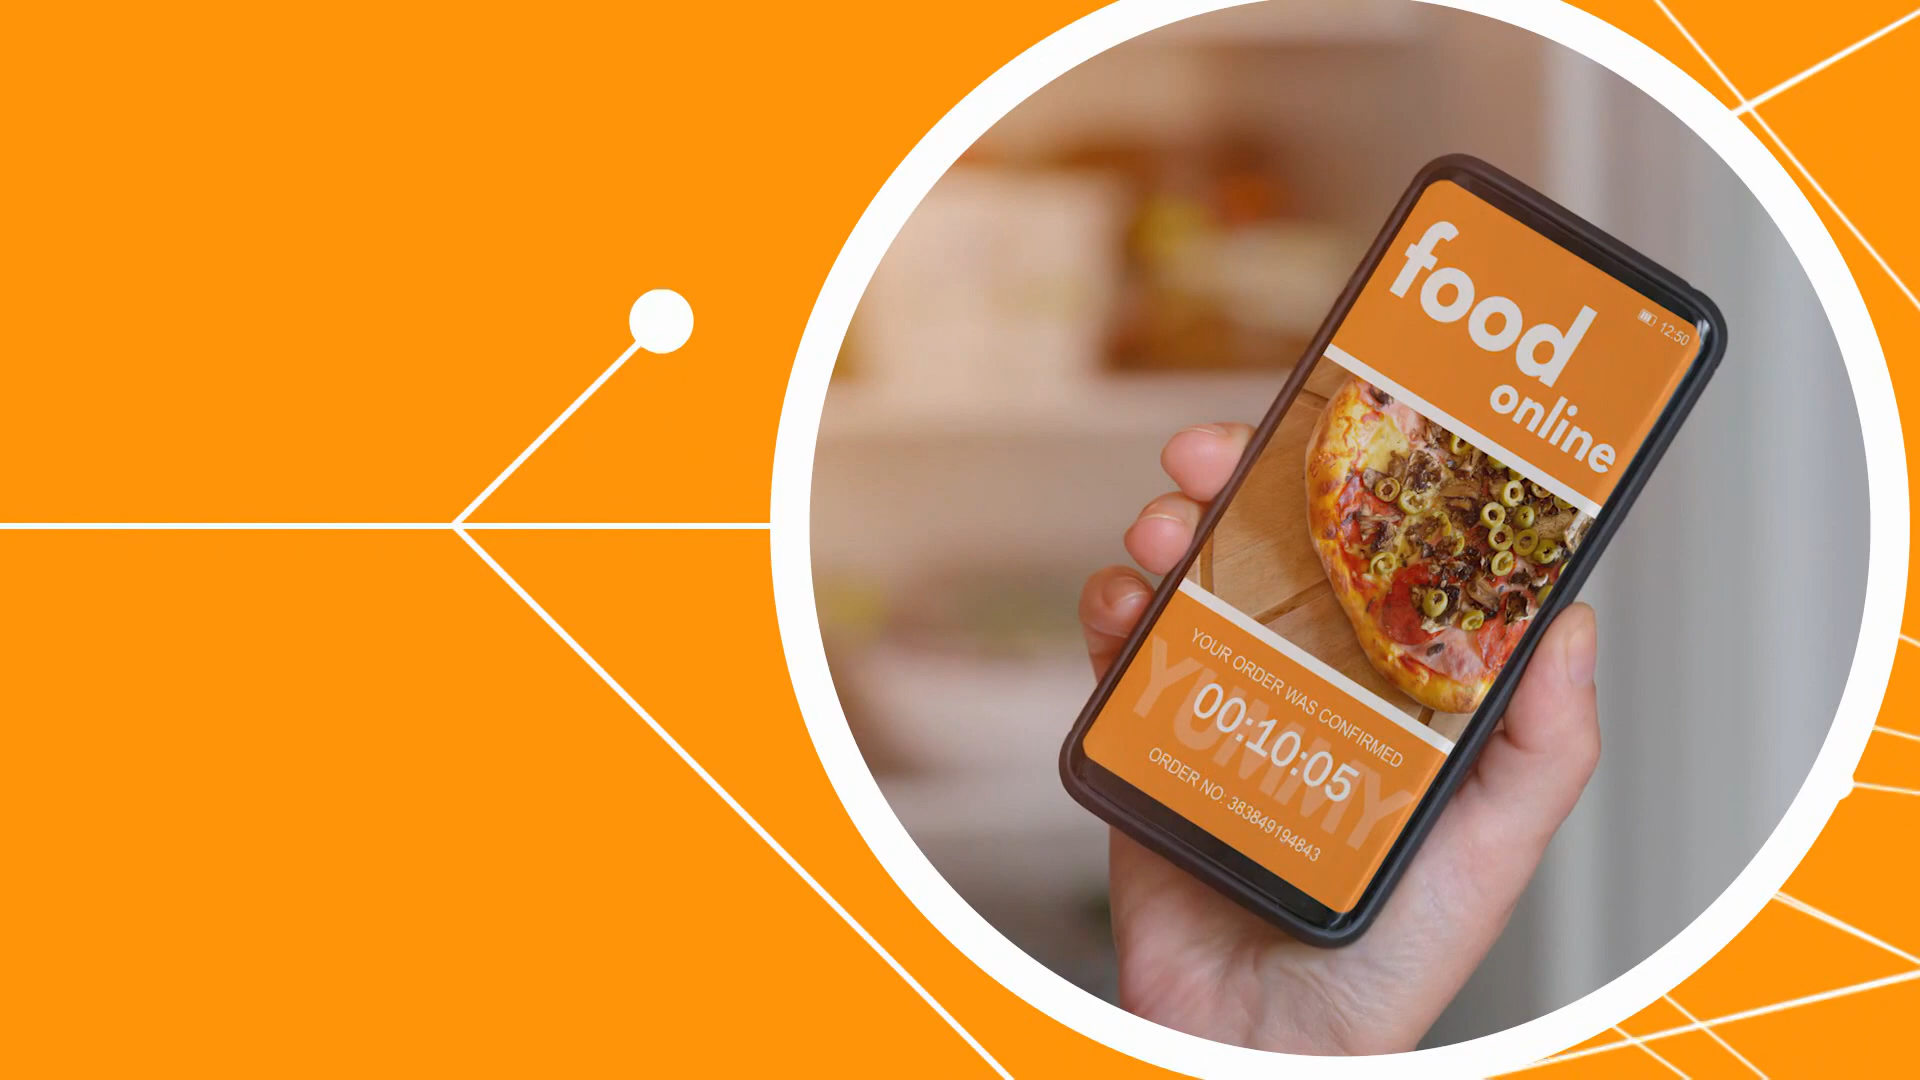 food
online
12:50
YOUR ORDER WAS CONFIRMED
00:10:05
YUMMY
ORDER NO: 383849194843